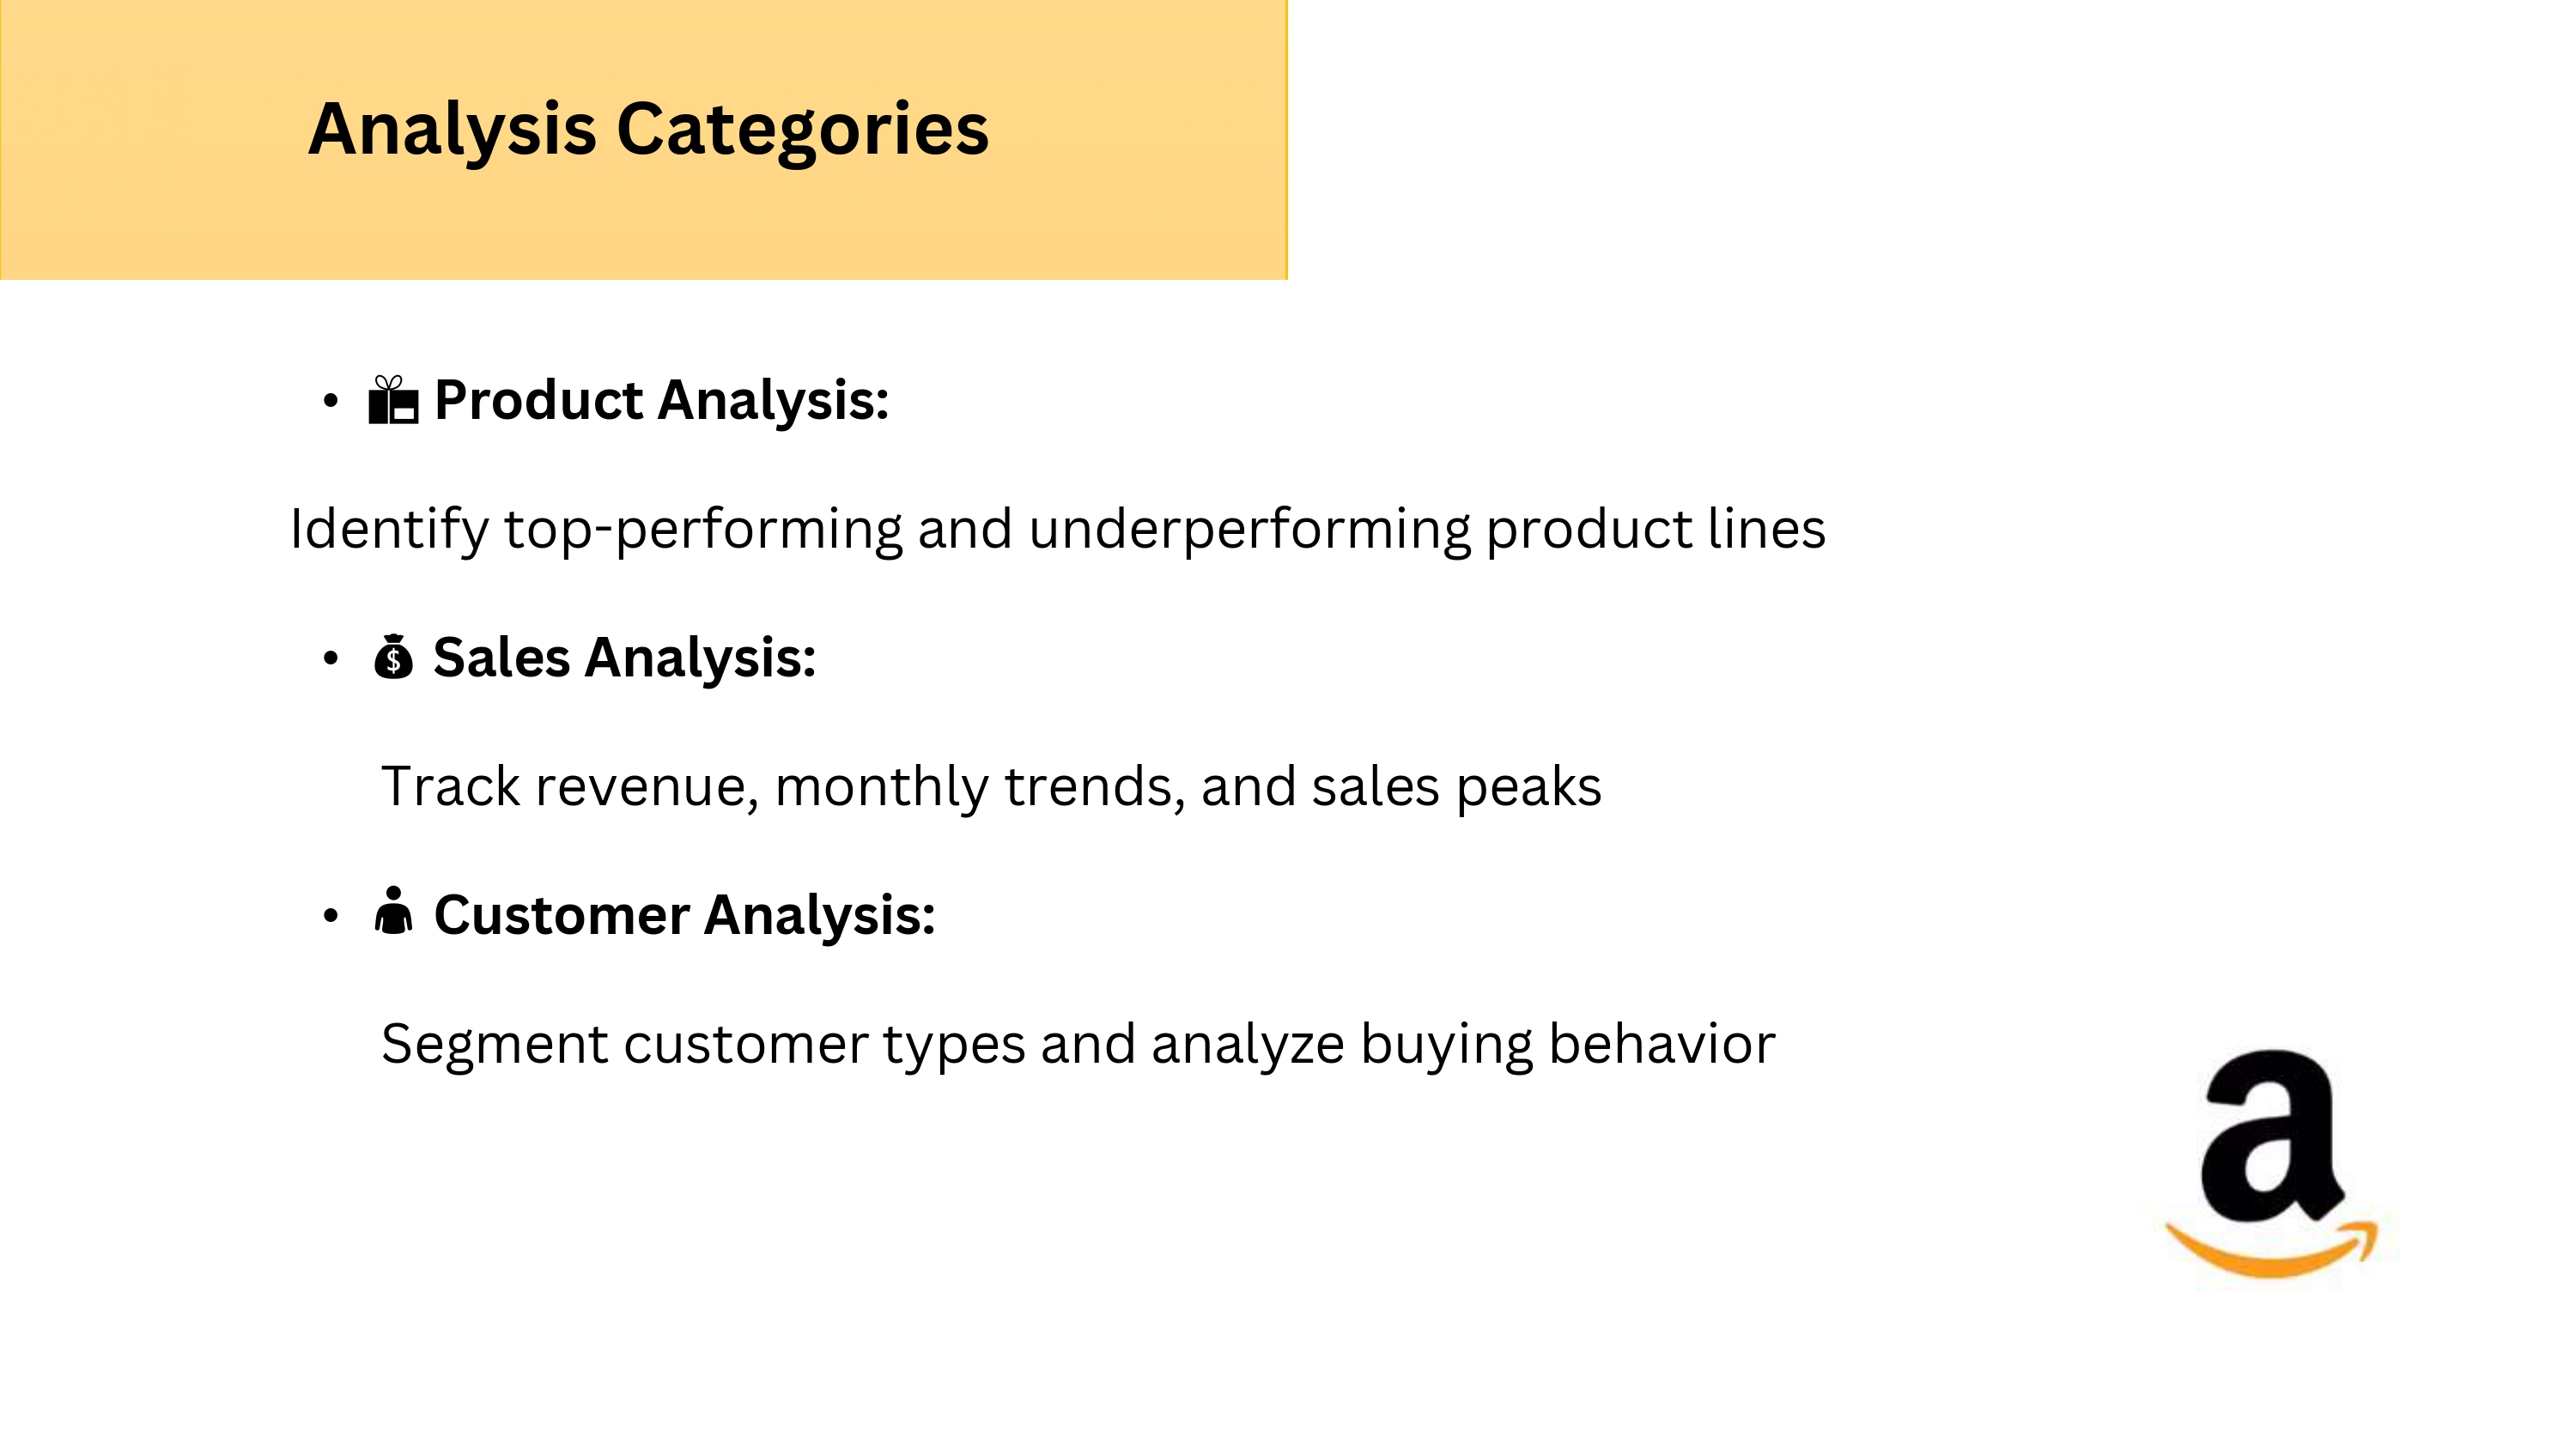 Analysis Categories
• Product Analysis:
Identify top-performing and underperforming product lines
• Sales Analysis:
Track revenue, monthly trends, and sales peaks
• Customer Analysis:
Segment customer types and analyze buying behavior
a